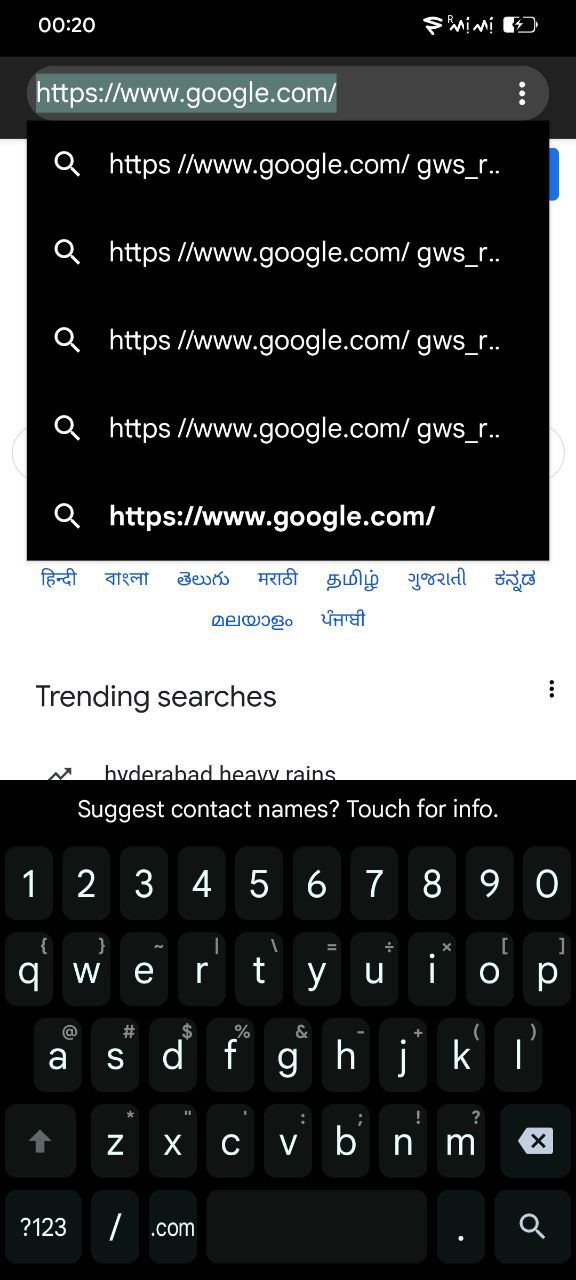 00:20
https://www.google.com/
https //www.google.com/ gws_r..
https //www.google.com/ gws_r..
https //www.google.com/ gws_r..
https //www.google.com/ gws_r..
https://www.google.com/
हिन्दी বাংলা తెలుగు मराठी தமிழ் ગુજરાતી ಕನ್ನಡ
മലയാളം ਪੰਜਾਬੀ
Trending searches
hyderabad heavy rains
Suggest contact names? Touch for info.
1 2 3 4 5 6 7 8 9 0
{ } ~ | \ = ÷ × [ ]
q w e r t y u i o p
@ # $ % & - + ( )
a s d f g h j k l
* " ' : ; ! ?
z x c v b n m
?123 / .com .